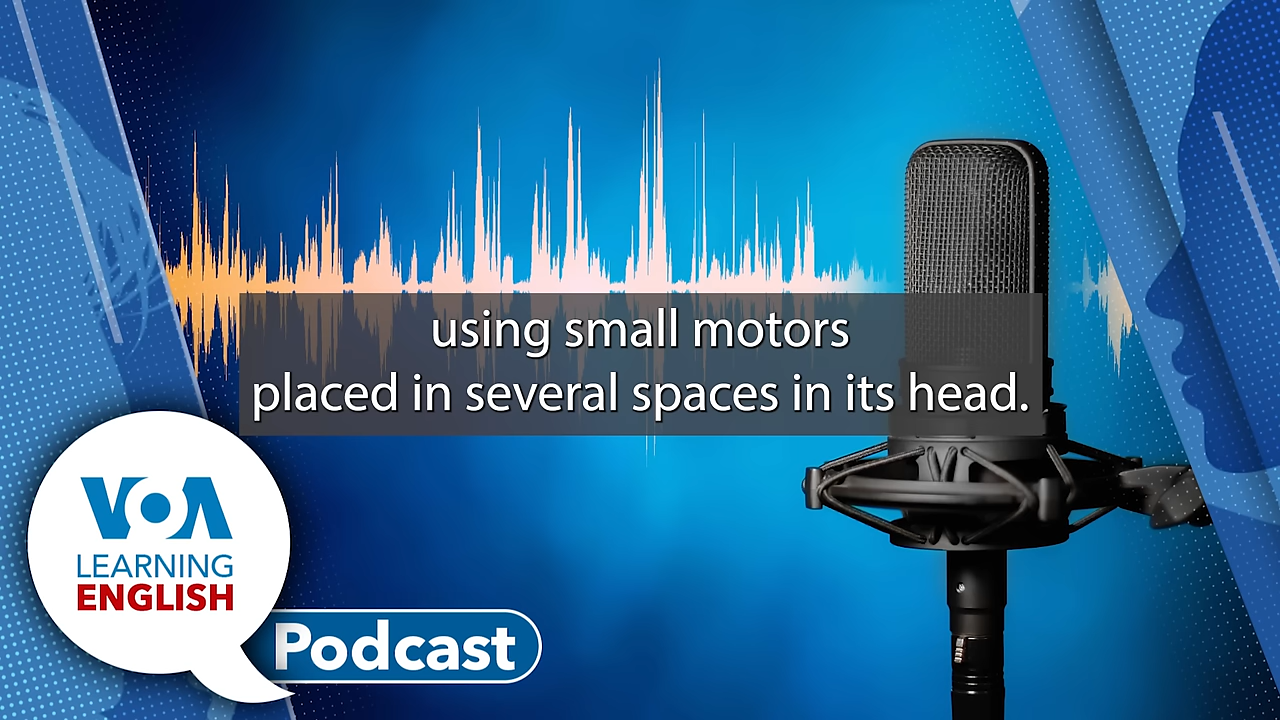 using small motors
placed in several spaces in its head.
VOA
LEARNING
ENGLISH
Podcast